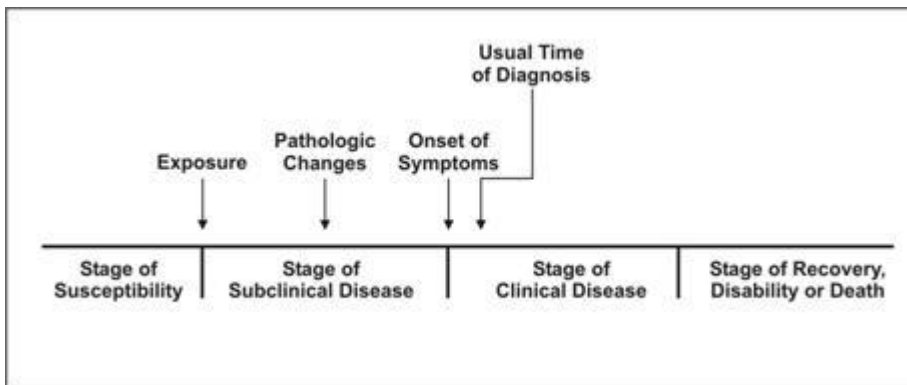 Usual Time
of Diagnosis
Pathologic
Changes
Onset of
Symptoms
Exposure
Stage of
Susceptibility
Stage of
Subclinical Disease
Stage of
Clinical Disease
Stage of Recovery,
Disability or Death